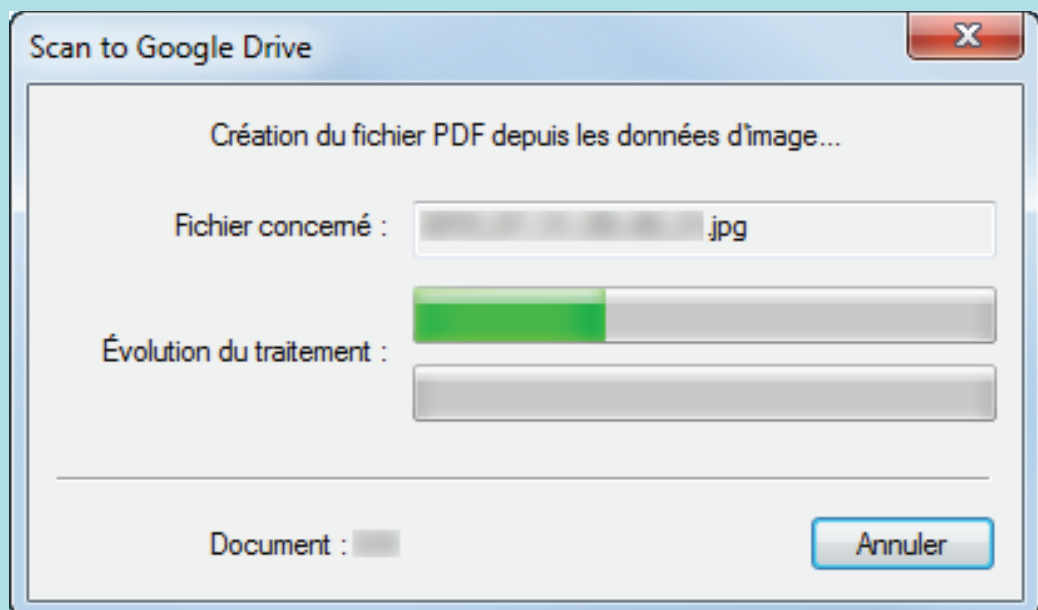 Scan to Google Drive
Création du fichier PDF depuis les données d'image...
Fichier concerné : .jpg
Évolution du traitement :
Document :
Annuler